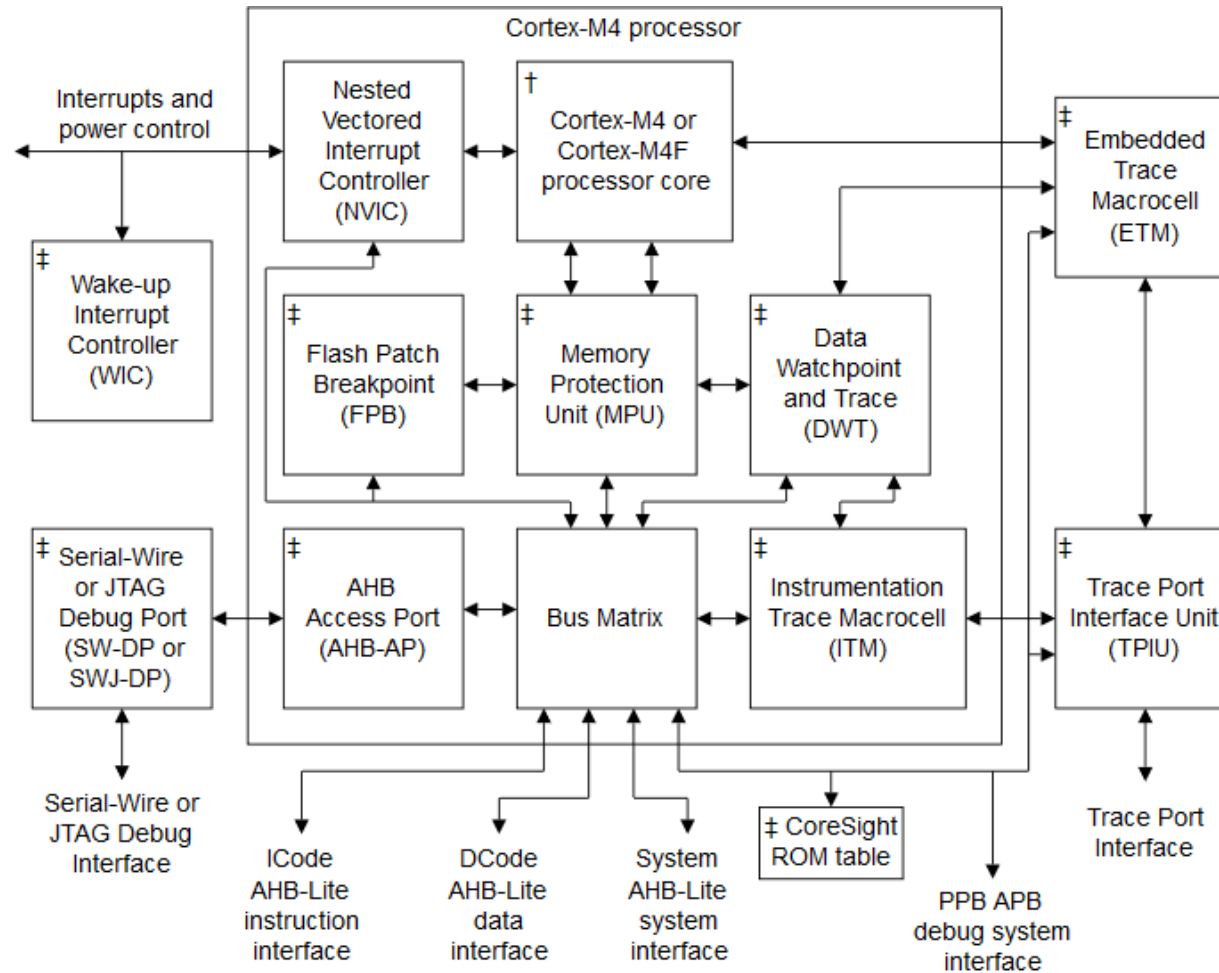 Cortex-M4 processor
Interrupts and
power control
Nested
Vectored
Interrupt
Controller
(NVIC)
†
Cortex-M4 or
Cortex-M4F
processor core
‡
Embedded
Trace
Macrocell
(ETM)
‡
Wake-up
Interrupt
Controller
(WIC)
‡
Flash Patch
Breakpoint
(FPB)
‡
Memory
Protection
Unit (MPU)
‡
Data
Watchpoint
and Trace
(DWT)
‡
Serial-Wire
or JTAG
Debug Port
(SW-DP or
SWJ-DP)
‡
AHB
Access Port
(AHB-AP)
Bus Matrix
‡
Instrumentation
Trace Macrocell
(ITM)
‡
Trace Port
Interface Unit
(TPIU)
Serial-Wire or
JTAG Debug
Interface
ICode
AHB-Lite
instruction
interface
DCode
AHB-Lite
data
interface
System
AHB-Lite
system
interface
‡ CoreSight
ROM table
PPB APB
debug system
interface
Trace Port
Interface